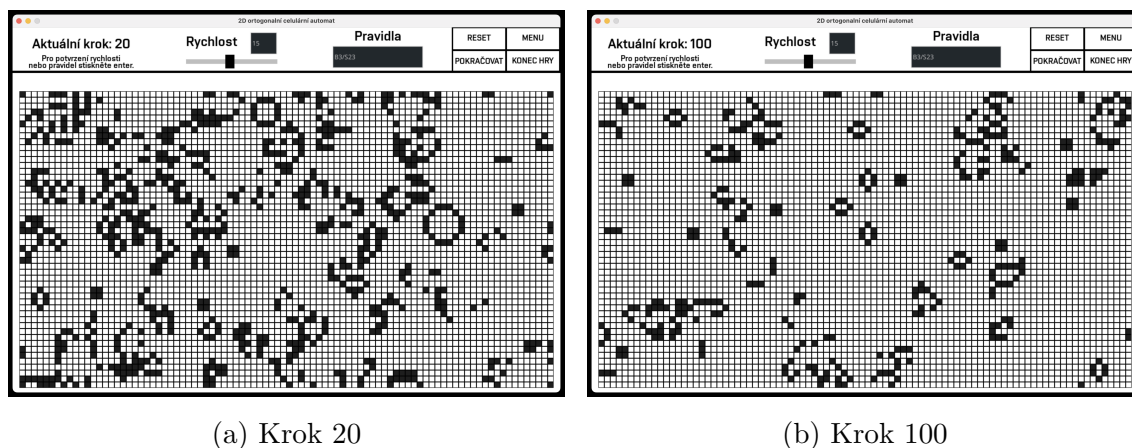 2D ortogonalní celulární automat
Aktuální krok: 20
Pro potvrzení rychlosti
nebo pravidel stiskněte enter.
Rychlost
15
Pravidla
B3/S23
RESET
MENU
POKRAČOVAT
KONEC HRY
2D ortogonalní celulární automat
Aktuální krok: 100
Pro potvrzení rychlosti
nebo pravidel stiskněte enter.
Rychlost
15
Pravidla
B3/S23
RESET
MENU
POKRAČOVAT
KONEC HRY
(a) Krok 20
(b) Krok 100